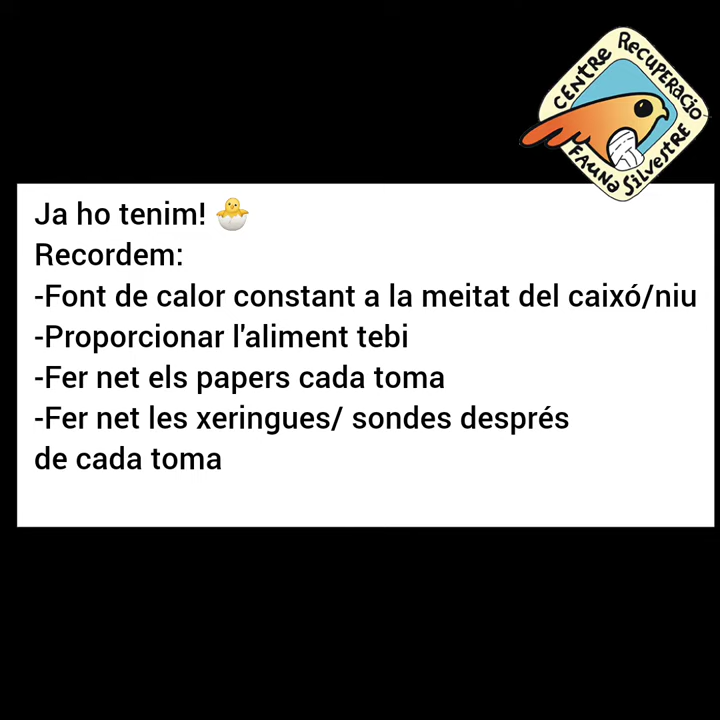 CENTRE RECUPERACIO
FAUNA SILVESTRE
Ja ho tenim! 🐣
Recordem:
-Font de calor constant a la meitat del caixó/niu
-Proporcionar l'aliment tebi
-Fer net els papers cada toma
-Fer net les xeringues/ sondes després
de cada toma